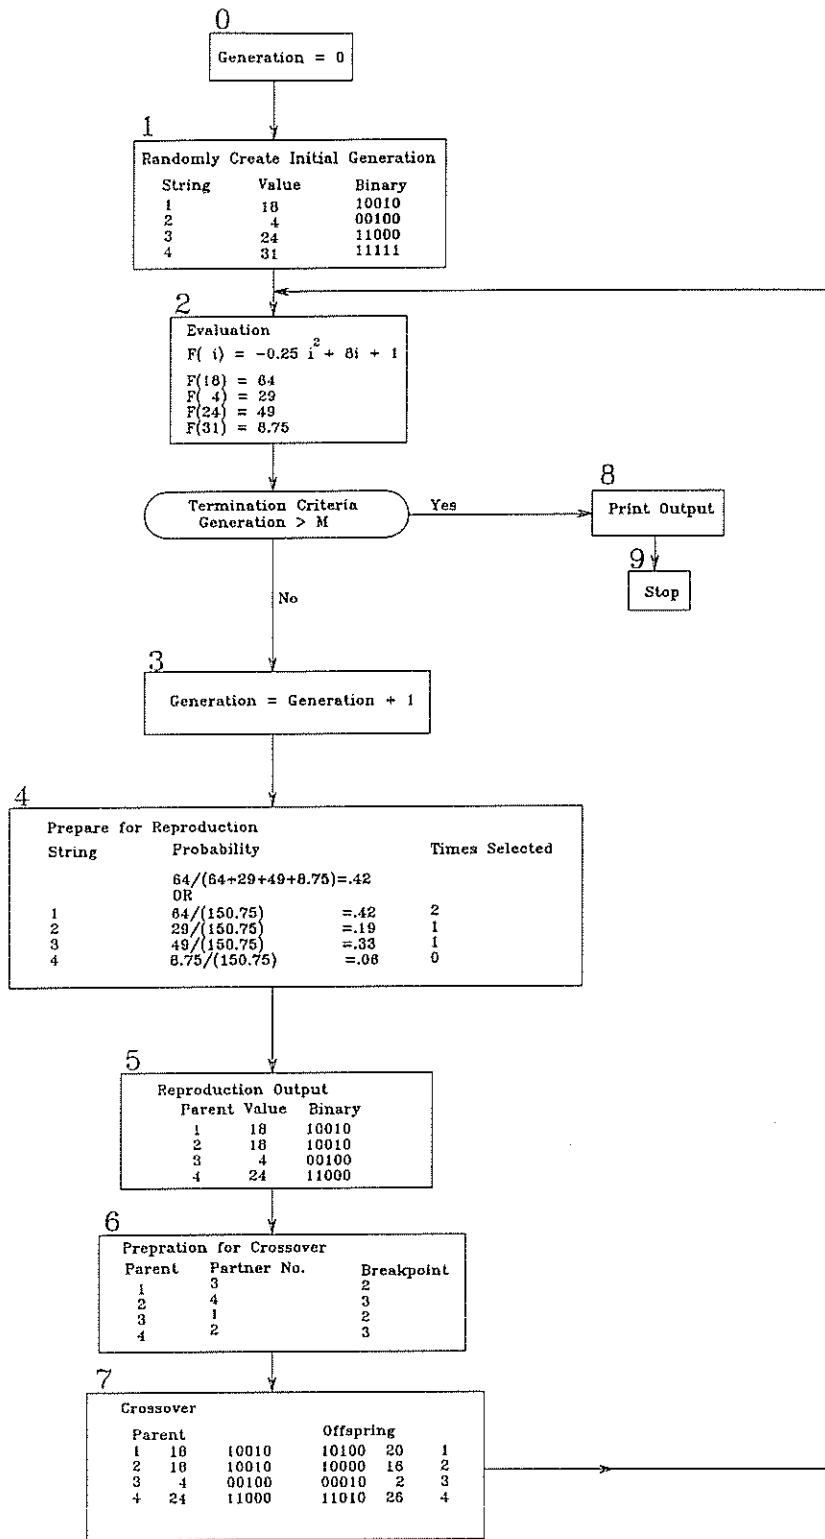 0
Generation = 0
1
Randomly Create Initial Generation
String Value Binary
1 18 10010
2 4 00100
3 24 11000
4 31 11111
2
Evaluation
F( i) = -0.25 i² + 8i + 1
F(18) = 64
F( 4) = 29
F(24) = 49
F(31) = 8.75
Termination Criteria
Generation > M
Yes
8
Print Output
9
Stop
No
3
Generation = Generation + 1
4
Prepare for Reproduction
String Probability Times Selected
64/(64+29+49+8.75)=.42
OR
1 64/(150.75) =.42 2
2 29/(150.75) =.19 1
3 49/(150.75) =.33 1
4 8.75/(150.75) =.06 0
5
Reproduction Output
Parent Value Binary
1 18 10010
2 18 10010
3 4 00100
4 24 11000
6
Prepration for Crossover
Parent Partner No. Breakpoint
1 3 2
2 4 3
3 1 2
4 2 3
7
Crossover
Parent Offspring
1 18 10010 10100 20 1
2 18 10010 10000 16 2
3 4 00100 00010 2 3
4 24 11000 11010 26 4